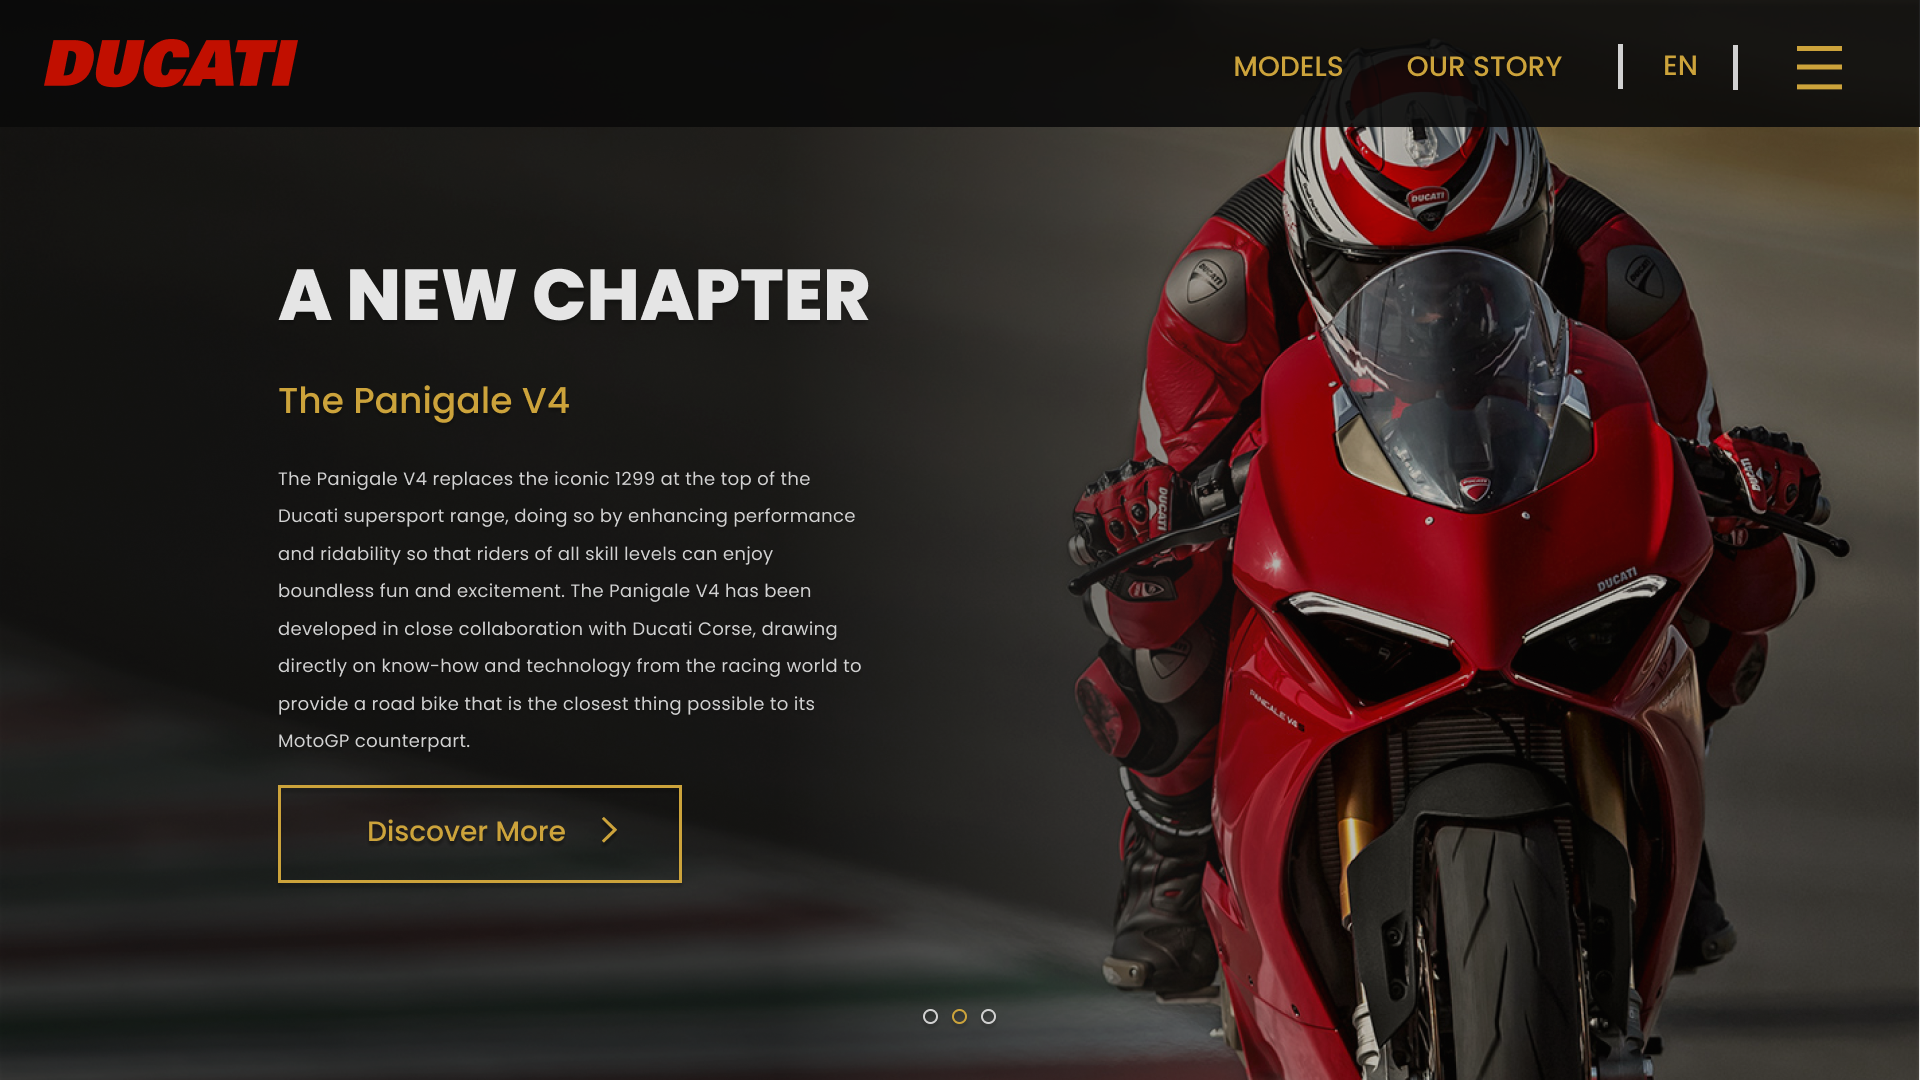 DUCATI
MODELS
OUR STORY
EN
DUCATI
DUCATI
DUCATI
A NEW CHAPTER
The Panigale V4
The Panigale V4 replaces the iconic 1299 at the top of the
Ducati supersport range, doing so by enhancing performance
and ridability so that riders of all skill levels can enjoy
boundless fun and excitement. The Panigale V4 has been
developed in close collaboration with Ducati Corse, drawing
directly on know-how and technology from the racing world to
provide a road bike that is the closest thing possible to its
MotoGP counterpart.
Discover More
DUCATI
DUCATI
DUCATI
PANIGALE V4